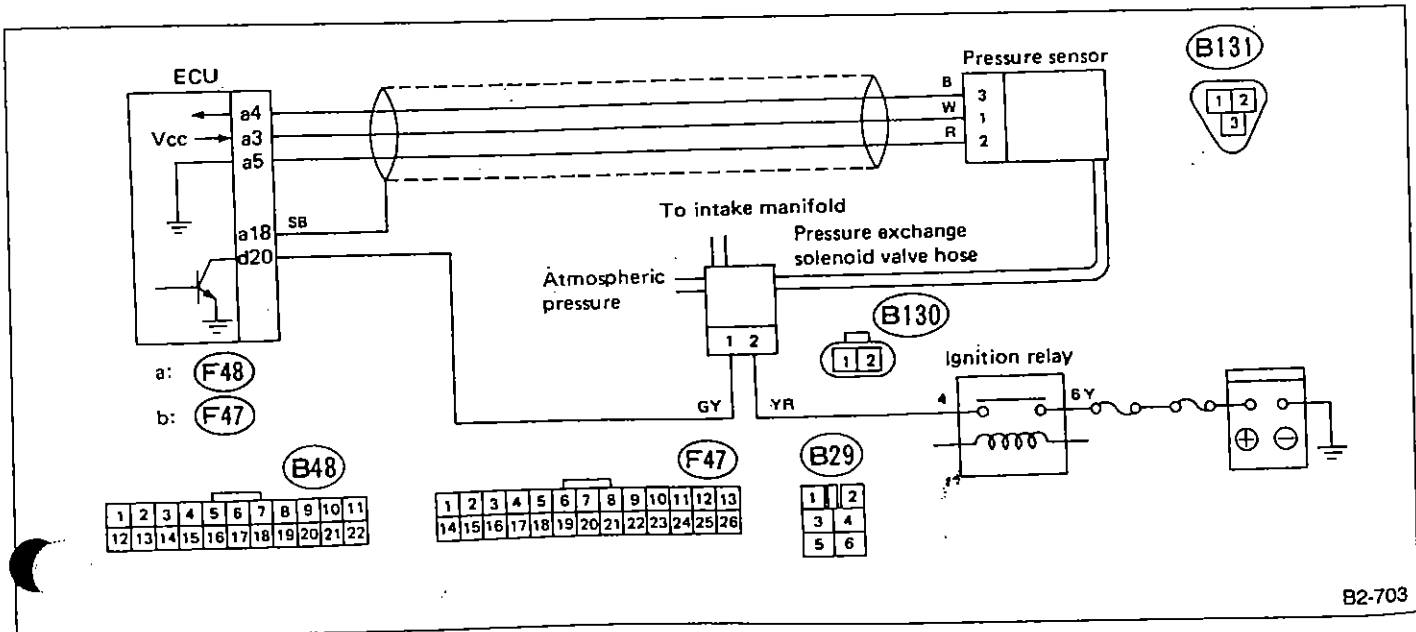 ECU
a4
Vcc
a3
a5
a18
SB
d20
B
W
R
3
1
2
Pressure sensor
B131
1 2
3
To intake manifold
Pressure exchange
solenoid valve hose
Atmospheric
pressure
1 2
B130
1 2
GY
YR
Ignition relay
4
6Y
+ −
a: F48
b: F47
B48
1 2 3 4 5 6 7 8 9 10 11
12 13 14 15 16 17 18 19 20 21 22
F47
1 2 3 4 5 6 7 8 9 10 11 12 13
14 15 16 17 18 19 20 21 22 23 24 25 26
B29
1 2
3 4
5 6
B2-703